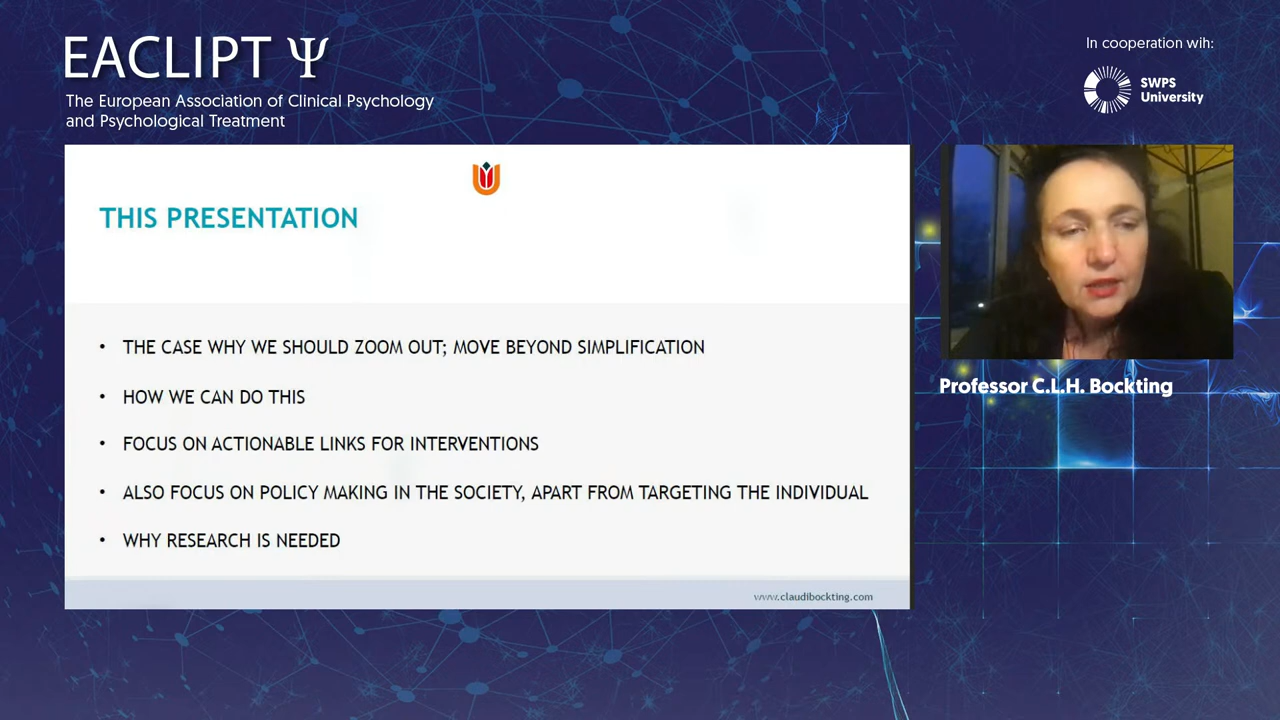 EACLIPT Ψ
The European Association of Clinical Psychology
and Psychological Treatment
In cooperation wih:
SWPS
University
THIS PRESENTATION
• THE CASE WHY WE SHOULD ZOOM OUT; MOVE BEYOND SIMPLIFICATION
• HOW WE CAN DO THIS
• FOCUS ON ACTIONABLE LINKS FOR INTERVENTIONS
• ALSO FOCUS ON POLICY MAKING IN THE SOCIETY, APART FROM TARGETING THE INDIVIDUAL
• WHY RESEARCH IS NEEDED
www.claudibockting.com
Professor C.L.H. Bockting